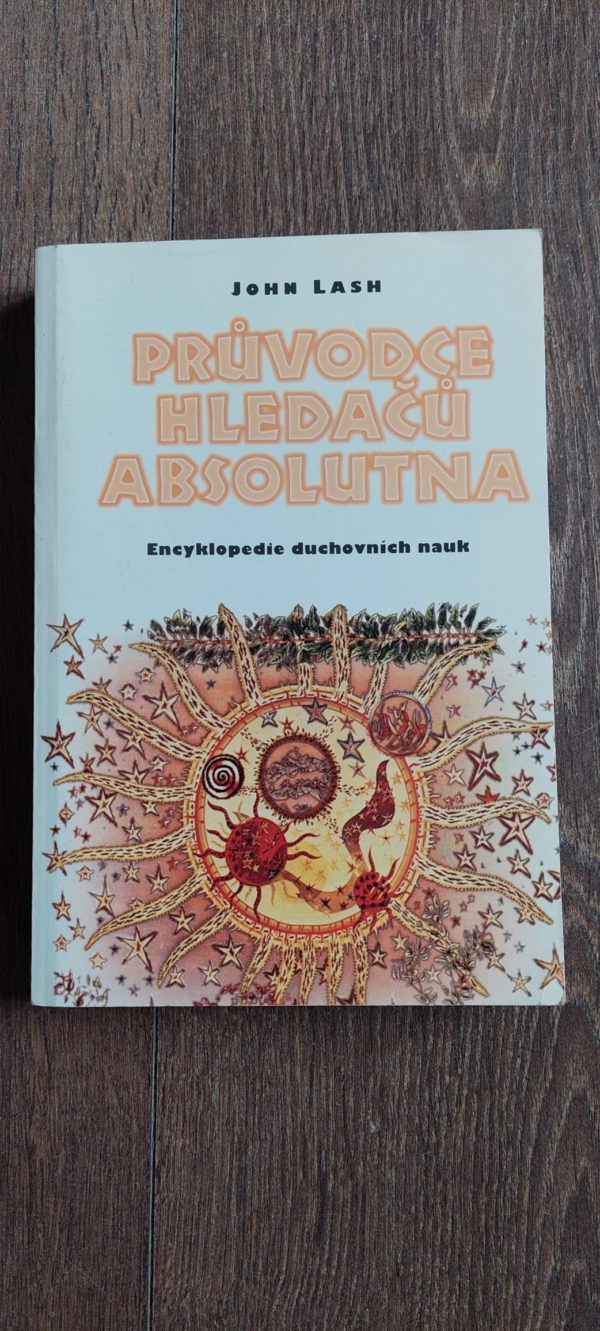 JOHN LASH
PRŮVODCE
HLEDAČŮ
ABSOLUTNA
Encyklopedie duchovních nauk